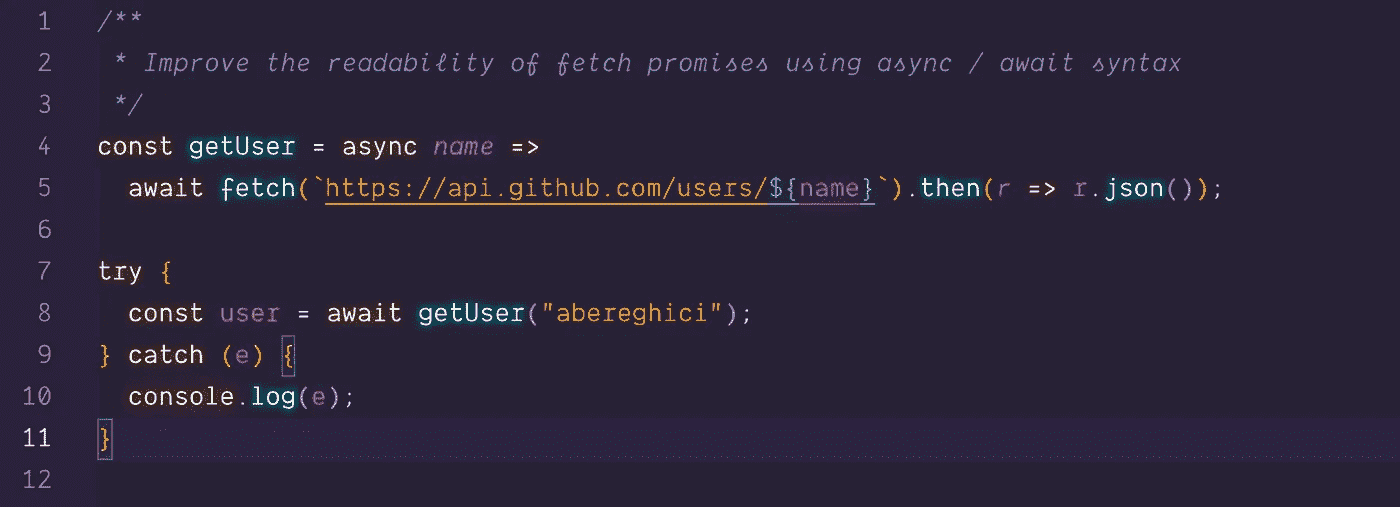 1 /**
2  * Improve the readability of fetch promises using async / await syntax
3  */
4 const getUser = async name =>
5   await fetch(`https://api.github.com/users/${name}`).then(r => r.json());
6
7 try {
8   const user = await getUser("abereghici");
9 } catch (e) {
10   console.log(e);
11 }
12